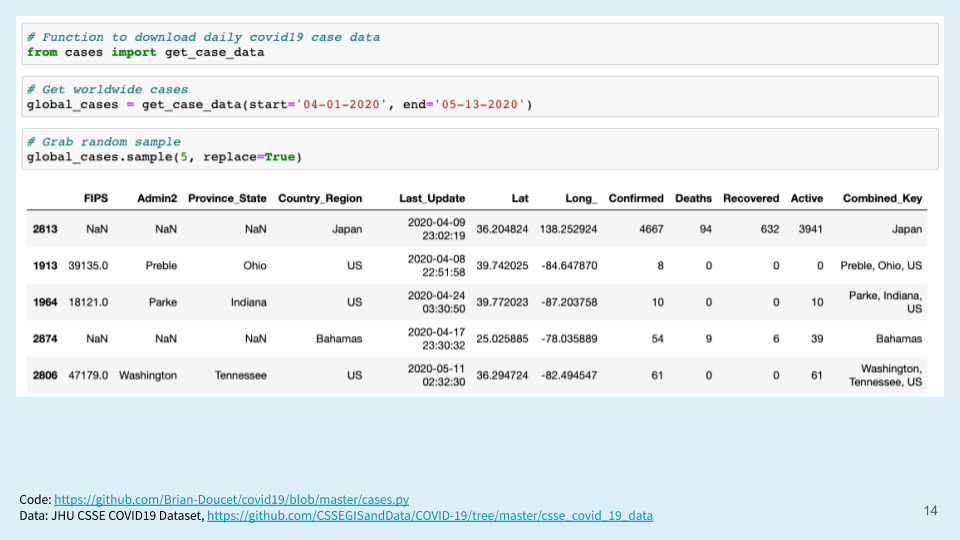 # Function to download daily covid19 case data
from cases import get_case_data
# Get worldwide cases
global_cases = get_case_data(start='04-01-2020', end='05-13-2020')
# Grab random sample
global_cases.sample(5, replace=True)
FIPS Admin2 Province_State Country_Region Last_Update Lat Long_ Confirmed Deaths Recovered Active Combined_Key
2813 NaN NaN NaN Japan 2020-04-09 23:02:19 36.204824 138.252924 4667 94 632 3941 Japan
1913 39135.0 Preble Ohio US 2020-04-08 22:51:58 39.742025 -84.647870 8 0 0 0 Preble, Ohio, US
1964 18121.0 Parke Indiana US 2020-04-24 03:30:50 39.772023 -87.203758 10 0 0 10 Parke, Indiana, US
2874 NaN NaN NaN Bahamas 2020-04-17 23:30:32 25.025885 -78.035889 54 9 6 39 Bahamas
2806 47179.0 Washington Tennessee US 2020-05-11 02:32:30 36.294724 -82.494547 61 0 0 61 Washington, Tennessee, US
Code: https://github.com/Brian-Doucet/covid19/blob/master/cases.py
Data: JHU CSSE COVID19 Dataset, https://github.com/CSSEGISandData/COVID-19/tree/master/csse_covid_19_data
14